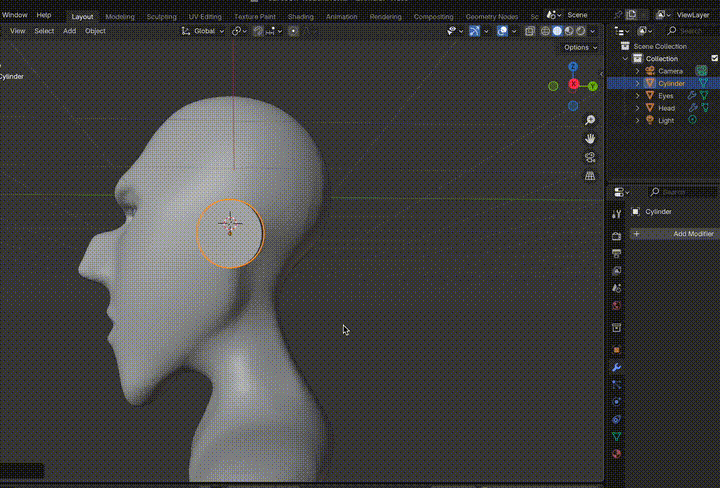 Window Help Layout Modeling Sculpting UV Editing Texture Paint Shading Animation Rendering Compositing Geometry Nodes Sc Scene ViewLayer
View Select Add Object Global Search
Options
Scene Collection
Collection
Cylinder Camera
Cylinder
Eyes
Head
Light
Search
Cylinder
Add Modifier
Z
X
Y